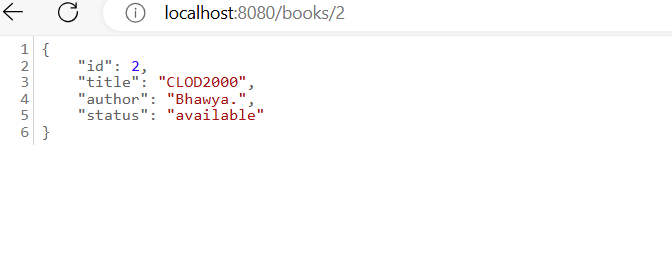 localhost:8080/books/2
1 {
2 "id": 2,
3 "title": "CLOD2000",
4 "author": "Bhawya.",
5 "status": "available"
6 }